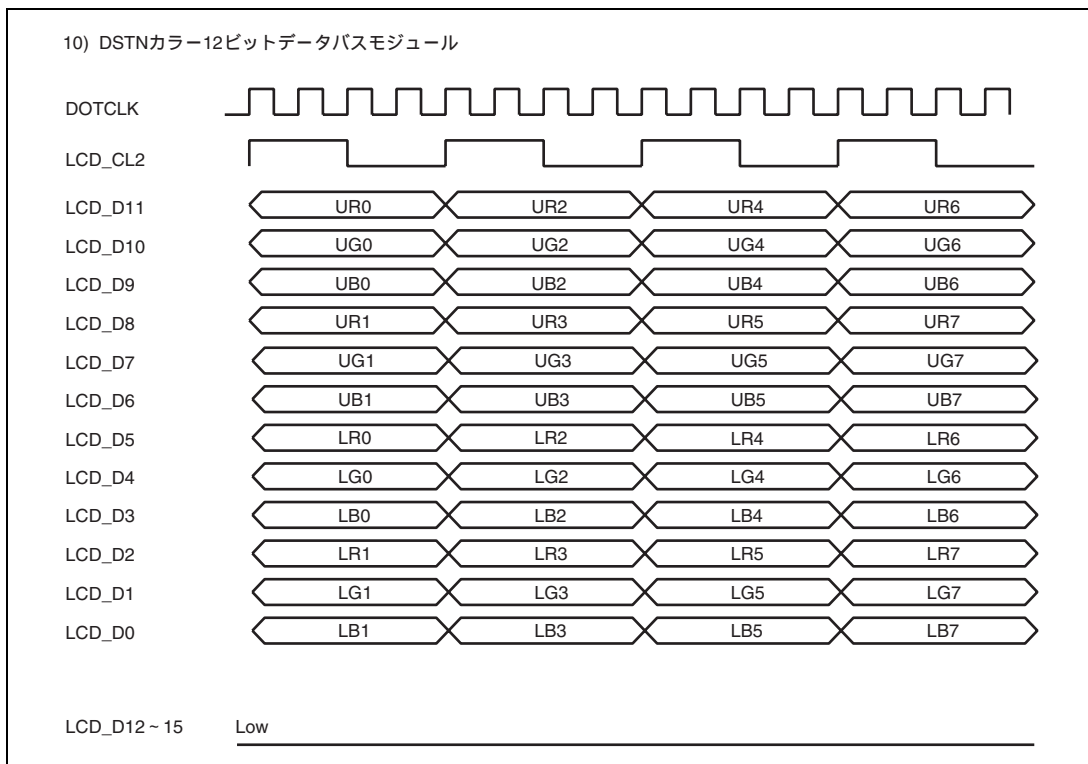 10) DSTNカラー12ビットデータバスモジュール
DOTCLK
LCD_CL2
LCD_D11 UR0 UR2 UR4 UR6
LCD_D10 UG0 UG2 UG4 UG6
LCD_D9 UB0 UB2 UB4 UB6
LCD_D8 UR1 UR3 UR5 UR7
LCD_D7 UG1 UG3 UG5 UG7
LCD_D6 UB1 UB3 UB5 UB7
LCD_D5 LR0 LR2 LR4 LR6
LCD_D4 LG0 LG2 LG4 LG6
LCD_D3 LB0 LB2 LB4 LB6
LCD_D2 LR1 LR3 LR5 LR7
LCD_D1 LG1 LG3 LG5 LG7
LCD_D0 LB1 LB3 LB5 LB7
LCD_D12~15 Low